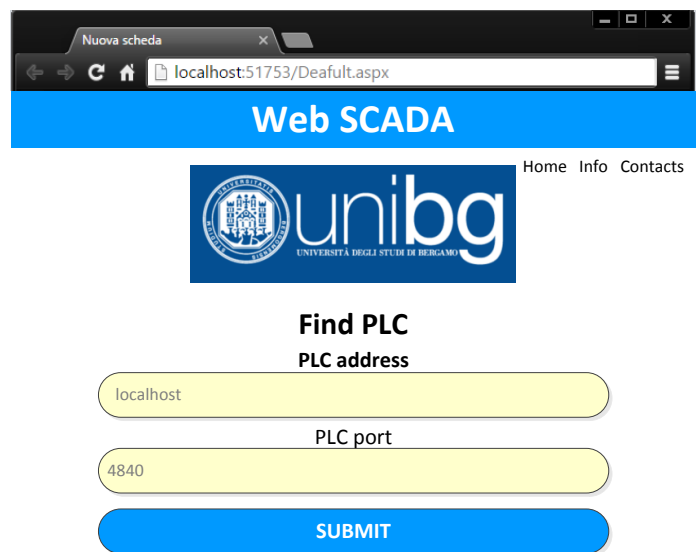 Nuova scheda
localhost:51753/Deafult.aspx
Web SCADA
Home Info Contacts
unibg
UNIVERSITÀ DEGLI STUDI DI BERGAMO
Find PLC
PLC address
localhost
PLC port
4840
SUBMIT